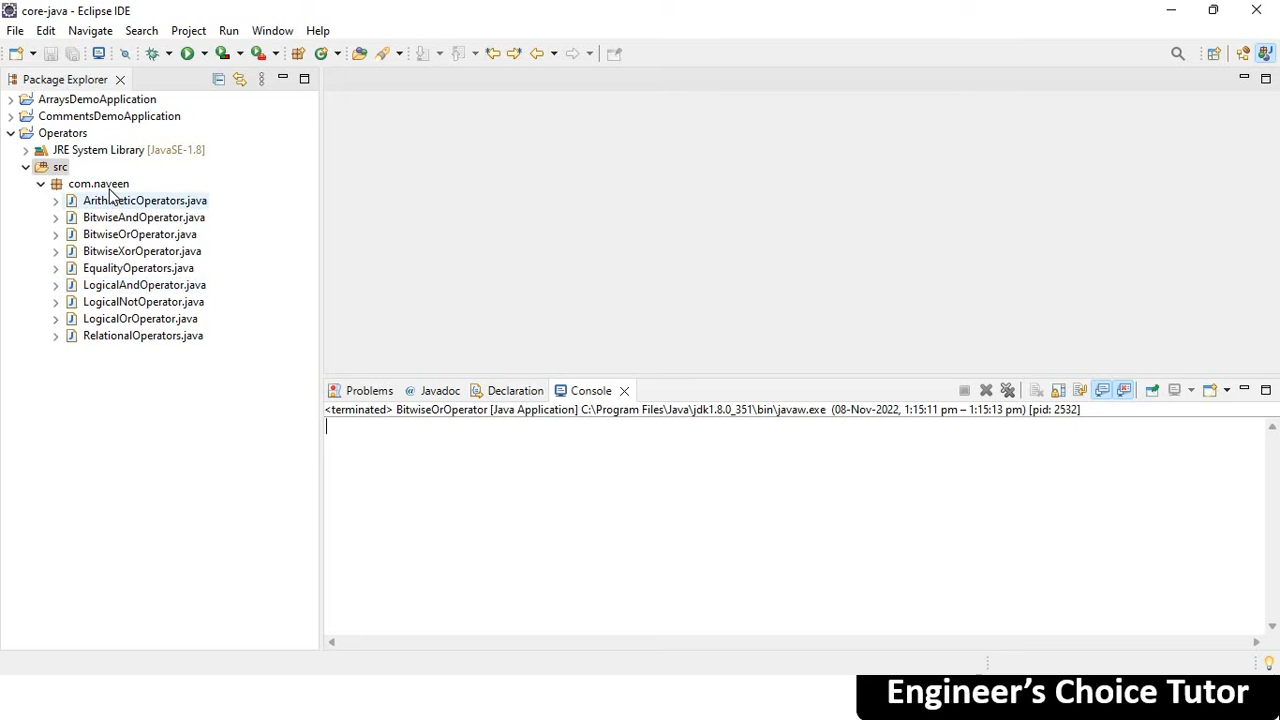 core-java - Eclipse IDE
File Edit Navigate Search Project Run Window Help
Package Explorer
ArraysDemoApplication
CommentsDemoApplication
Operators
JRE System Library [JavaSE-1.8]
src
com.naveen
ArithmeticOperators.java
BitwiseAndOperator.java
BitwiseOrOperator.java
BitwiseXorOperator.java
EqualityOperators.java
LogicalAndOperator.java
LogicalNotOperator.java
LogicalOrOperator.java
RelationalOperators.java
Problems @ Javadoc Declaration Console
<terminated> BitwiseOrOperator [Java Application] C:\Program Files\Java\jdk1.8.0_351\bin\javaw.exe (08-Nov-2022, 1:15:11 pm – 1:15:13 pm) [pid: 2532]
Engineer’s Choice Tutor